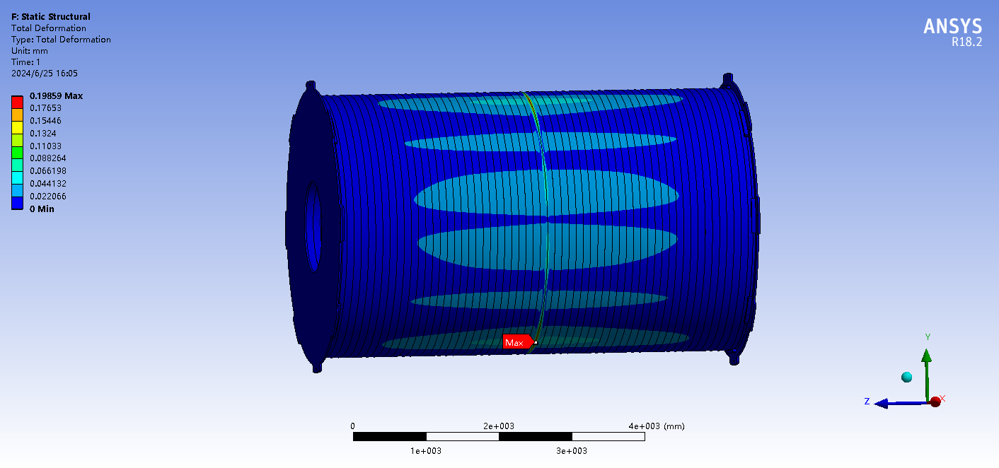 F: Static Structural
Total Deformation
Type: Total Deformation
Unit: mm
Time: 1
2024/6/25 16:05
ANSYS
R18.2
0.19859 Max
0.17653
0.15446
0.1324
0.11033
0.088264
0.066198
0.044132
0.022066
0 Min
Max
Y
Z
X
0 2e+003 4e+003 (mm)
1e+003 3e+003